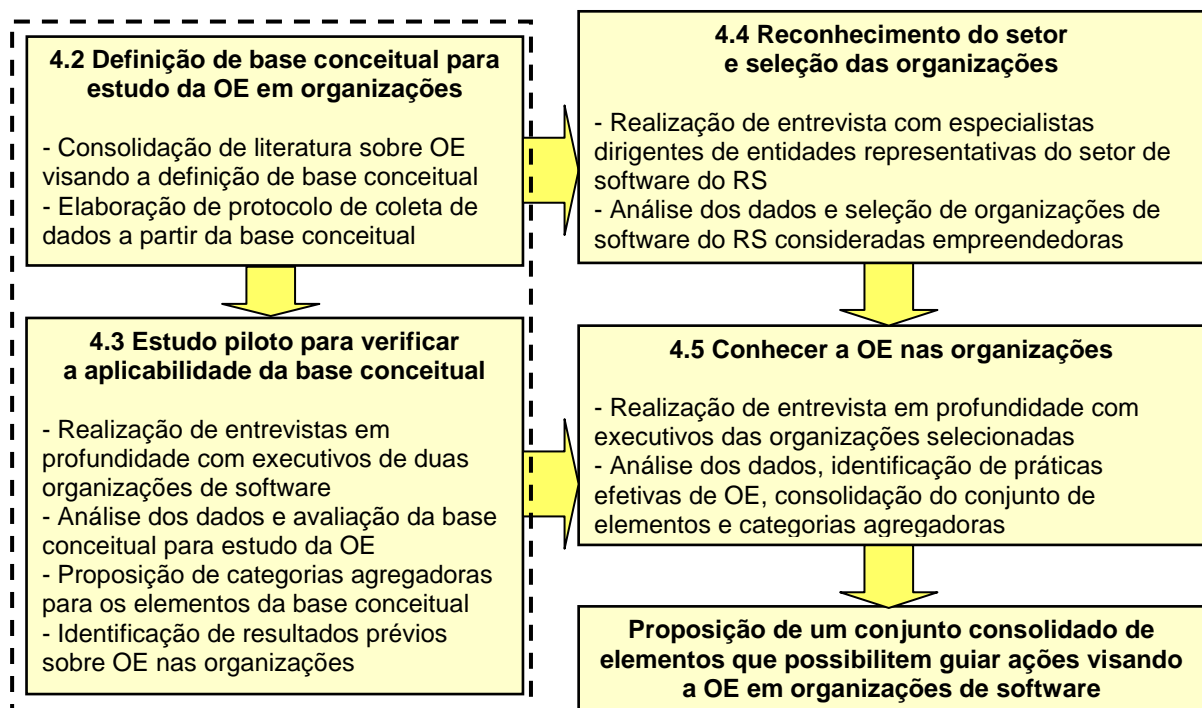 4.2 Definição de base conceitual para
estudo da OE em organizações
- Consolidação de literatura sobre OE
visando a definição de base conceitual
- Elaboração de protocolo de coleta de
dados a partir da base conceitual
4.3 Estudo piloto para verificar
a aplicabilidade da base conceitual
- Realização de entrevistas em
profundidade com executivos de duas
organizações de software
- Análise dos dados e avaliação da base
conceitual para estudo da OE
- Proposição de categorias agregadoras
para os elementos da base conceitual
- Identificação de resultados prévios
sobre OE nas organizações
4.4 Reconhecimento do setor
e seleção das organizações
- Realização de entrevista com especialistas
dirigentes de entidades representativas do setor de
software do RS
- Análise dos dados e seleção de organizações de
software do RS consideradas empreendedoras
4.5 Conhecer a OE nas organizações
- Realização de entrevista em profundidade com
executivos das organizações selecionadas
- Análise dos dados, identificação de práticas
efetivas de OE, consolidação do conjunto de
elementos e categorias agregadoras
Proposição de um conjunto consolidado de
elementos que possibilitem guiar ações visando
a OE em organizações de software